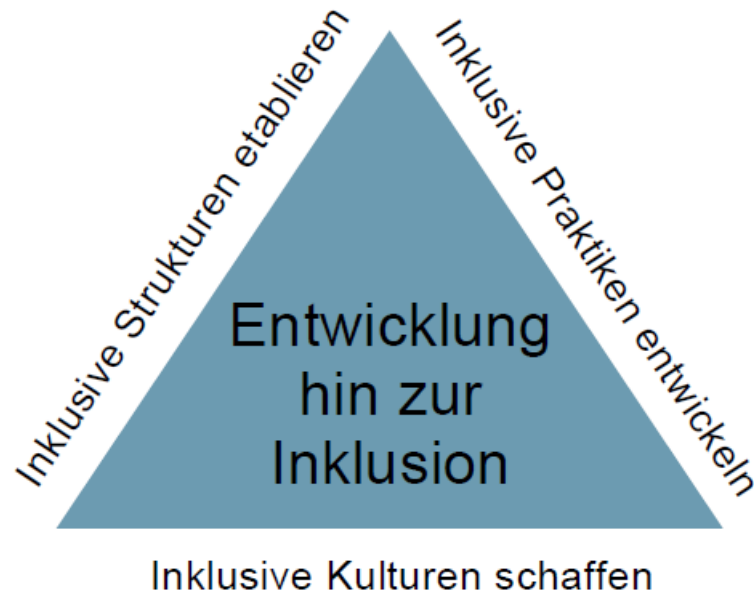 Inklusive Strukturen etablieren
Inklusive Praktiken entwickeln
Entwicklung
hin zur
Inklusion
Inklusive Kulturen schaffen